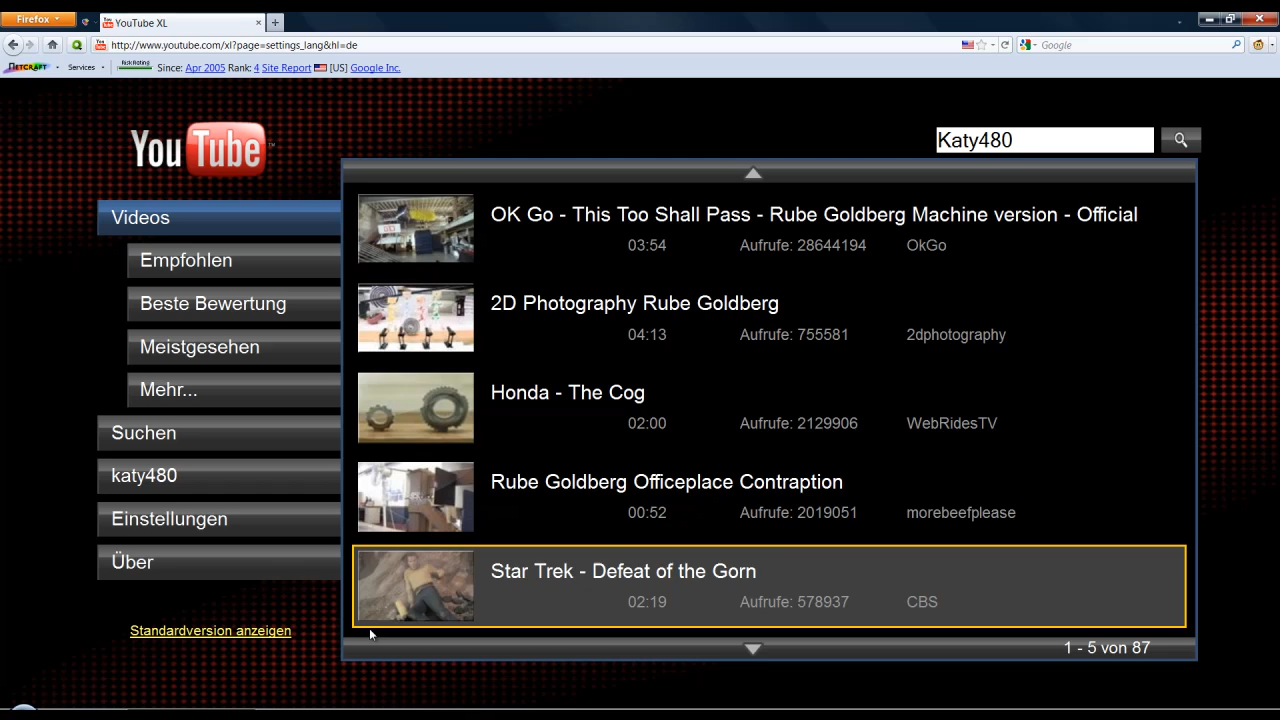 Firefox
YouTube XL
http://www.youtube.com/xl?page=settings_lang&hl=de
Google
NETCRAFT Services Risk Rating Since: Apr 2005 Rank: 4 Site Report [US] Google Inc.
YouTube™
Katy480
Videos
Empfohlen
Beste Bewertung
Meistgesehen
Mehr...
Suchen
katy480
Einstellungen
Über
Standardversion anzeigen
OK Go - This Too Shall Pass - Rube Goldberg Machine version - Official
03:54 Aufrufe: 28644194 OkGo
2D Photography Rube Goldberg
04:13 Aufrufe: 755581 2dphotography
Honda - The Cog
02:00 Aufrufe: 2129906 WebRidesTV
Rube Goldberg Officeplace Contraption
00:52 Aufrufe: 2019051 morebeefplease
Star Trek - Defeat of the Gorn
02:19 Aufrufe: 578937 CBS
1 - 5 von 87